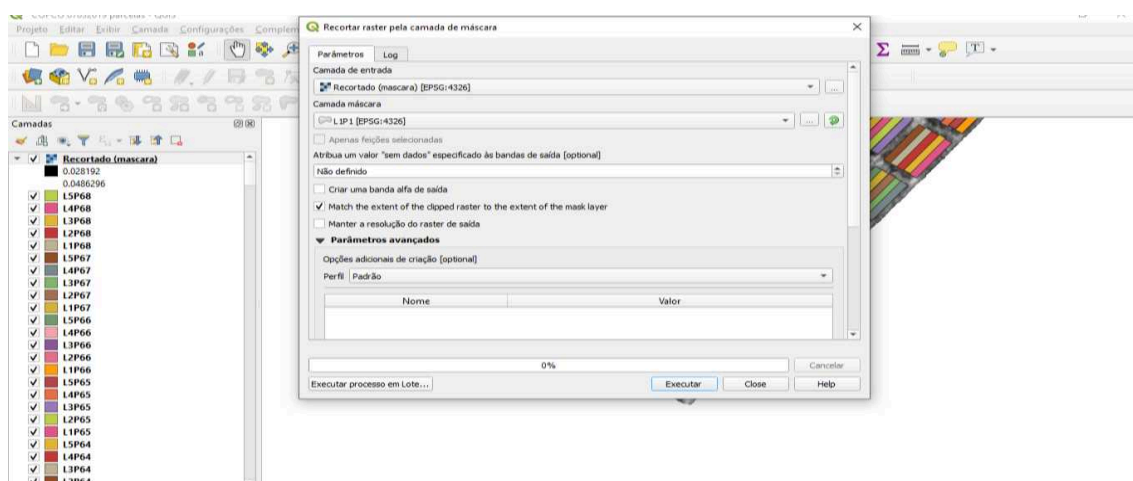 Projeto Editar Exibir Camada Configurações Complem
Recortar raster pela camada de máscara
Parâmetros Log
Camada de entrada
Recortado (mascara) [EPSG:4326]
Camada máscara
L1P1 [EPSG:4326]
Apenas feições selecionadas
Atribua um valor "sem dados" especificado às bandas de saída [optional]
Não definido
Criar uma banda alfa de saída
Match the extent of the clipped raster to the extent of the mask layer
Manter a resolução do raster de saída
Parâmetros avançados
Opções adicionais de criação [optional]
Perfil Padrão
Nome Valor
0% Cancelar
Executar processo em Lote... Executar Close Help
Camadas
Recortado (mascara)
0.028192
0.0486296
L5P68
L4P68
L3P68
L2P68
L1P68
L5P67
L4P67
L3P67
L2P67
L1P67
L5P66
L4P66
L3P66
L2P66
L1P66
L5P65
L4P65
L3P65
L2P65
L1P65
L5P64
L4P64
L3P64